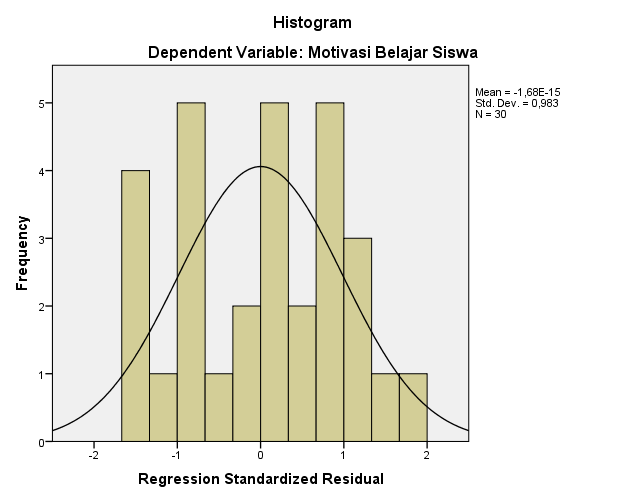 Histogram
Dependent Variable: Motivasi Belajar Siswa
Mean = -1,68E-15
Std. Dev. = 0,983
N = 30
Frequency
5
4
3
2
1
0
-2 -1 0 1 2
Regression Standardized Residual